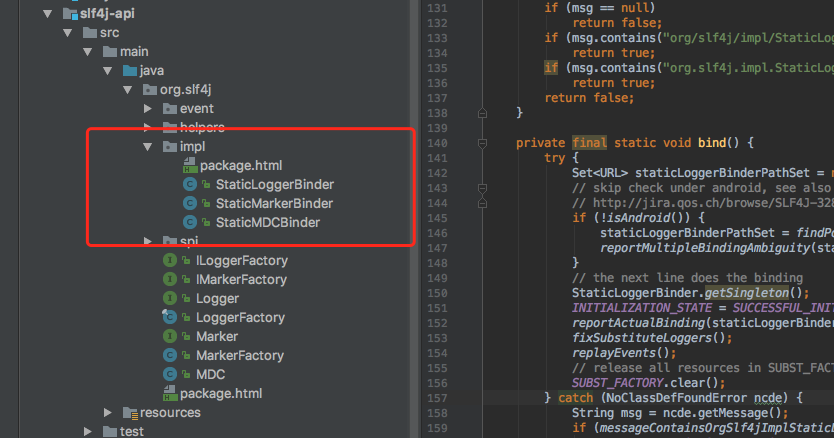 slf4j-api
src
main
java
org.slf4j
event
helpers
impl
package.html
StaticLoggerBinder
StaticMarkerBinder
StaticMDCBinder
spi
ILoggerFactory
IMarkerFactory
Logger
LoggerFactory
Marker
MarkerFactory
MDC
package.html
resources
test
131 if (msg == null)
132 return false;
133 if (msg.contains("org/slf4j/impl/StaticLog
134 return true;
135 if (msg.contains("org.slf4j.impl.StaticLog
136 return true;
137 return false;
138 }
139
140 private final static void bind() {
141 try {
142 Set<URL> staticLoggerBinderPathSet = n
143 // skip check under android, see also
144 // http://jira.qos.ch/browse/SLF4J-328
145 if (!isAndroid()) {
146 staticLoggerBinderPathSet = findPo
147 reportMultipleBindingAmbiguity(sta
148 }
149 // the next line does the binding
150 StaticLoggerBinder.getSingleton();
151 INITIALIZATION_STATE = SUCCESSFUL_INIT
152 reportActualBinding(staticLoggerBinder
153 fixSubstituteLoggers();
154 replayEvents();
155 // release all resources in SUBST_FACT
156 SUBST_FACTORY.clear();
157 } catch (NoClassDefFoundError ncde) {
158 String msg = ncde.getMessage();
159 if (messageContainsOrgSlf4jImplStaticL